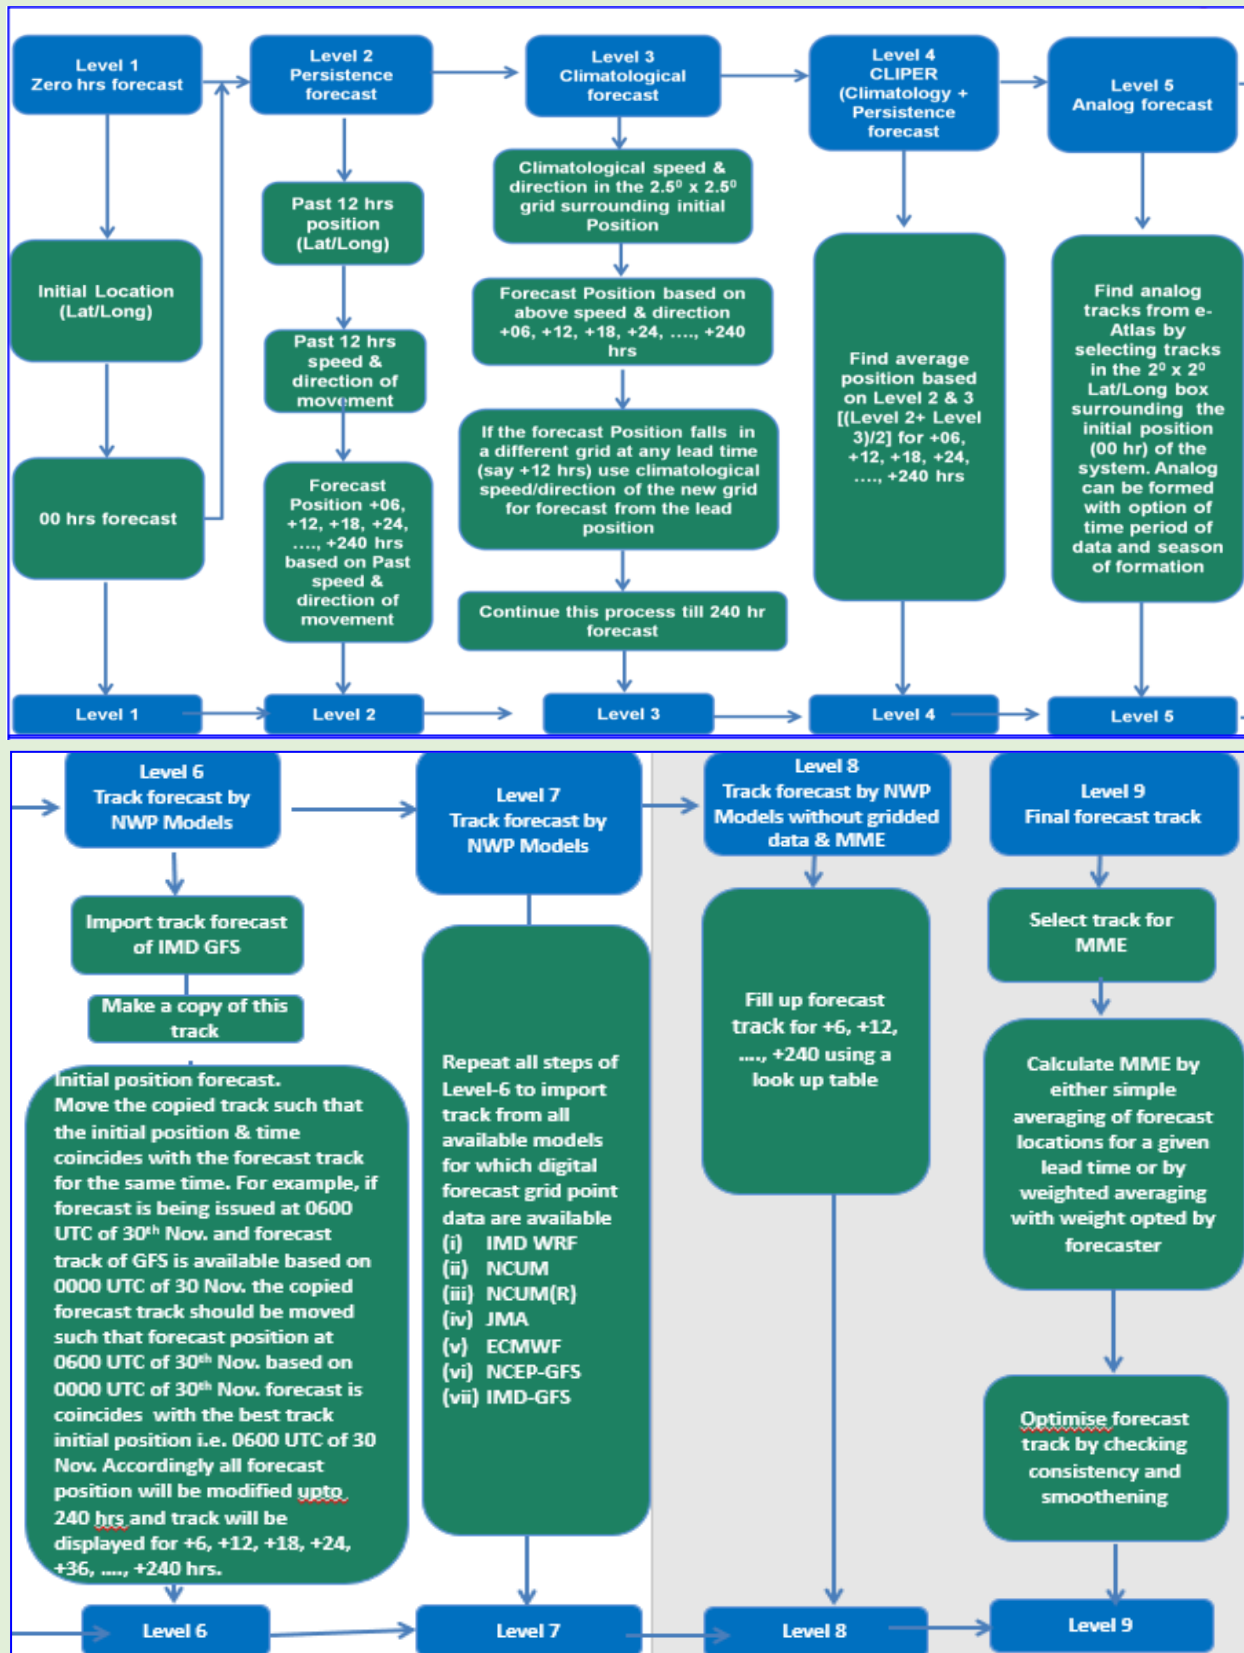 Level 1
Zero hrs forecast
Initial Location
(Lat/Long)
00 hrs forecast
Level 1
Level 2
Persistence
forecast
Past 12 hrs
position
(Lat/Long)
Past 12 hrs
speed &
direction of
movement
Forecast
Position +06,
+12, +18, +24,
...., +240 hrs
based on Past
speed &
direction of
movement
Level 2
Level 3
Climatological
forecast
Climatological speed &
direction in the 2.5⁰ x 2.5⁰
grid surrounding initial
Position
Forecast Position based on
above speed & direction
+06, +12, +18, +24, ...., +240
hrs
If the forecast Position falls in
a different grid at any lead time
(say +12 hrs) use climatological
speed/direction of the new grid
for forecast from the lead
position
Continue this process till 240 hr
forecast
Level 3
Level 4
CLIPER
(Climatology +
Persistence
forecast
Find average
position based
on Level 2 & 3
[(Level 2+ Level
3)/2] for +06,
+12, +18, +24,
...., +240 hrs
Level 4
Level 5
Analog forecast
Find analog
tracks from e-
Atlas by
selecting tracks
in the 2⁰ x 2⁰
Lat/Long box
surrounding the
initial position
(00 hr) of the
system. Analog
can be formed
with option of
time period of
data and season
of formation
Level 5
Level 6
Track forecast by
NWP Models
Import track forecast
of IMD GFS
Make a copy of this
track
Initial position forecast.
Move the copied track such that
the initial position & time
coincides with the forecast track
for the same time. For example, if
forecast is being issued at 0600
UTC of 30th Nov. and forecast
track of GFS is available based on
0000 UTC of 30 Nov. the copied
forecast track should be moved
such that forecast position at
0600 UTC of 30th Nov. based on
0000 UTC of 30th Nov. forecast is
coincides with the best track
initial position i.e. 0600 UTC of 30
Nov. Accordingly all forecast
position will be modified upto
240 hrs and track will be
displayed for +6, +12, +18, +24,
+36, ...., +240 hrs.
Level 6
Level 7
Track forecast by
NWP Models
Repeat all steps of
Level-6 to import
track from all
available models
for which digital
forecast grid point
data are available
(i) IMD WRF
(ii) NCUM
(iii) NCUM(R)
(iv) JMA
(v) ECMWF
(vi) NCEP-GFS
(vii) IMD-GFS
Level 7
Level 8
Track forecast by NWP
Models without gridded
data & MME
Fill up forecast
track for +6, +12,
...., +240 using a
look up table
Level 8
Level 9
Final forecast track
Select track for
MME
Calculate MME by
either simple
averaging of forecast
locations for a given
lead time or by
weighted averaging
with weight opted by
forecaster
Optimise forecast
track by checking
consistency and
smoothening
Level 9